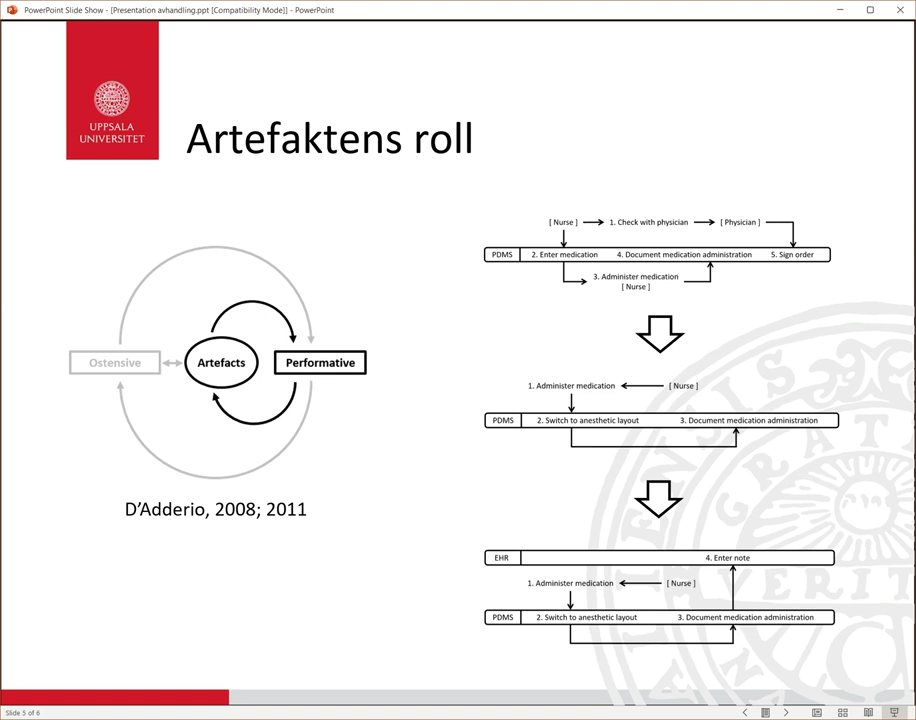 PowerPoint Slide Show - [Presentation avhandling.ppt [Compatibility Mode]] - PowerPoint
UPPSALA
UNIVERSITET
Artefaktens roll
Ostensive
Artefacts
Performative
D’Adderio, 2008; 2011
[ Nurse ]
1. Check with physician
[ Physician ]
PDMS
2. Enter medication
4. Document medication administration
5. Sign order
3. Administer medication
[ Nurse ]
1. Administer medication
[ Nurse ]
PDMS
2. Switch to anesthetic layout
3. Document medication administration
EHR
4. Enter note
1. Administer medication
[ Nurse ]
PDMS
2. Switch to anesthetic layout
3. Document medication administration
Slide 5 of 6